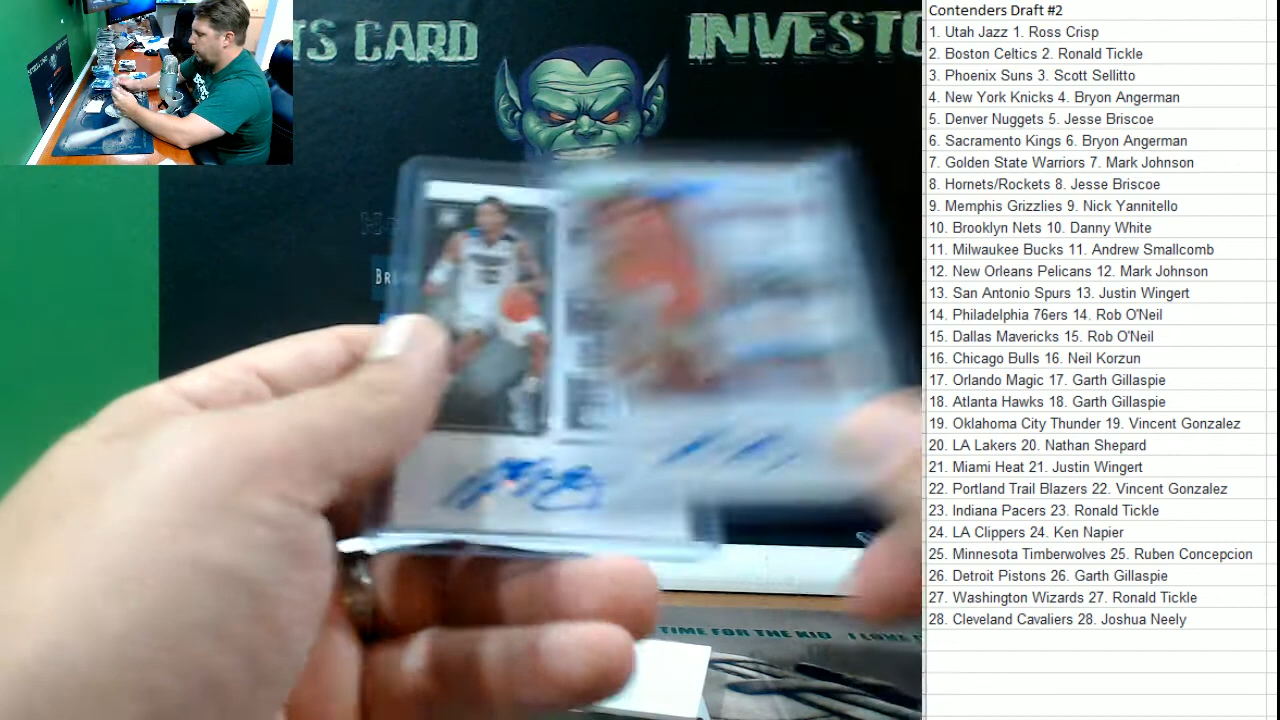 TS CARD
INVESTO
TIME FOR THE KID I LOVE
Contenders Draft #2
1. Utah Jazz 1. Ross Crisp
2. Boston Celtics 2. Ronald Tickle
3. Phoenix Suns 3. Scott Sellitto
4. New York Knicks 4. Bryon Angerman
5. Denver Nuggets 5. Jesse Briscoe
6. Sacramento Kings 6. Bryon Angerman
7. Golden State Warriors 7. Mark Johnson
8. Hornets/Rockets 8. Jesse Briscoe
9. Memphis Grizzlies 9. Nick Yannitello
10. Brooklyn Nets 10. Danny White
11. Milwaukee Bucks 11. Andrew Smallcomb
12. New Orleans Pelicans 12. Mark Johnson
13. San Antonio Spurs 13. Justin Wingert
14. Philadelphia 76ers 14. Rob O'Neil
15. Dallas Mavericks 15. Rob O'Neil
16. Chicago Bulls 16. Neil Korzun
17. Orlando Magic 17. Garth Gillaspie
18. Atlanta Hawks 18. Garth Gillaspie
19. Oklahoma City Thunder 19. Vincent Gonzalez
20. LA Lakers 20. Nathan Shepard
21. Miami Heat 21. Justin Wingert
22. Portland Trail Blazers 22. Vincent Gonzalez
23. Indiana Pacers 23. Ronald Tickle
24. LA Clippers 24. Ken Napier
25. Minnesota Timberwolves 25. Ruben Concepcion
26. Detroit Pistons 26. Garth Gillaspie
27. Washington Wizards 27. Ronald Tickle
28. Cleveland Cavaliers 28. Joshua Neely